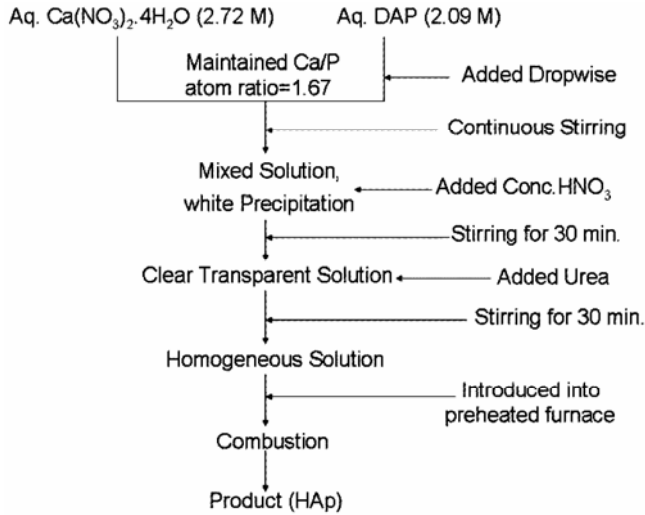 Aq. Ca(NO₃)₂.4H₂O (2.72 M)
Aq. DAP (2.09 M)
Maintained Ca/P
atom ratio=1.67
Added Dropwise
Continuous Stirring
Mixed Solution,
white Precipitation
Added Conc.HNO₃
Stirring for 30 min.
Clear Transparent Solution
Added Urea
Stirring for 30 min.
Homogeneous Solution
Introduced into
preheated furnace
Combustion
Product (HAp)